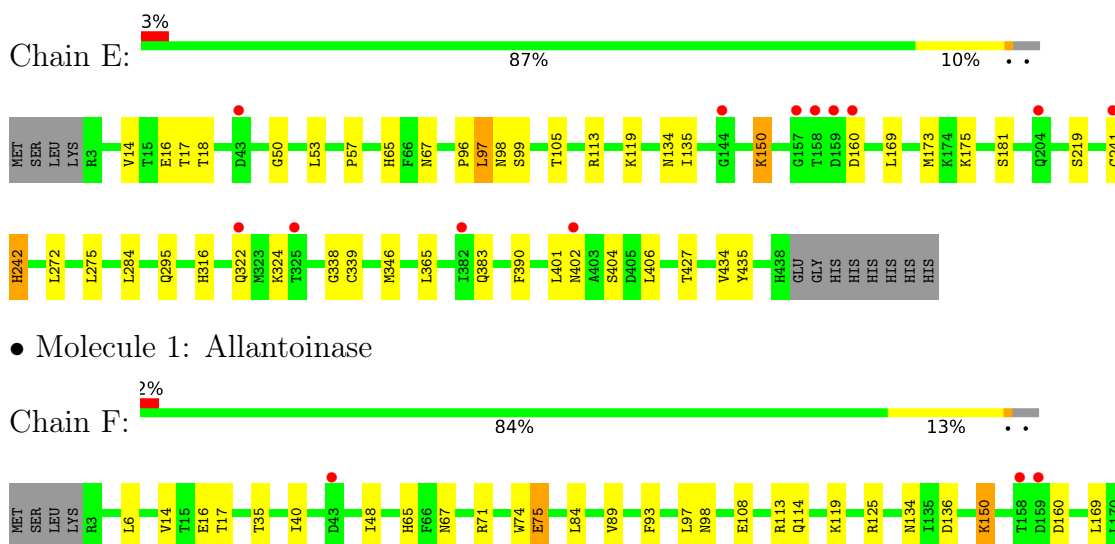 3%
Chain E:
87% 10% • •
MET SER LEU LYS R3 V14 T15 E16 T17 T18 D43 G50 L53 P57 H65 F66 N67 P96 L97 N98 S99 T105 R113 K119 N134 I135 G144 K150 G157 T158 D159 D160 L169 M173 K174 K175 S181 Q204 S219
H242 L272 L275 L284 Q295 H316 Q322 M323 K324 T325 G338 C339 M346 L365 I382 Q383 F390 L401 N402 A403 S404 D405 L406 T427 V434 Y435 H438 GLU GLY HIS HIS HIS HIS HIS HIS
• Molecule 1: Allantoinase
2%
Chain F:
84% 13% • •
MET SER LEU LYS R3 L6 V14 T15 E16 T17 T35 I40 D43 I48 H65 F66 N67 R71 W74 E75 L84 V89 F93 L97 N98 E108 R113 Q114 K119 R125 N134 I135 D136 K150 T158 D159 D160 L169